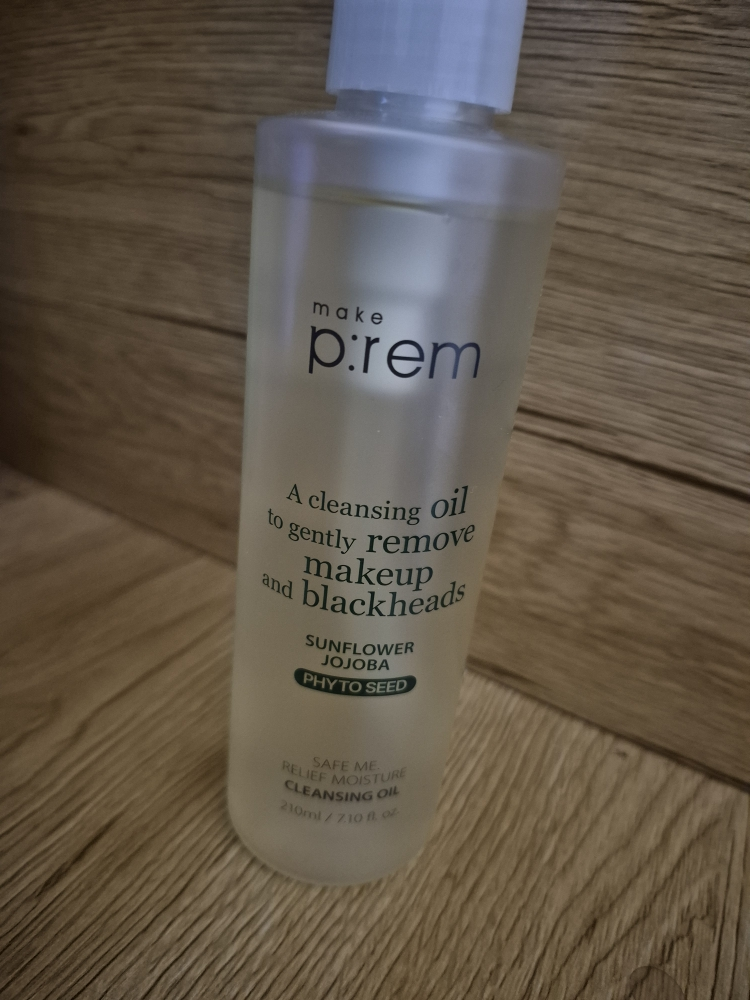 make
p:rem
A cleansing oil
to gently remove
makeup
and blackheads
SUNFLOWER
JOJOBA
PHYTO SEED
SAFE ME.
RELIEF MOISTURE
CLEANSING OIL
210ml / 7.10 fl. oz.